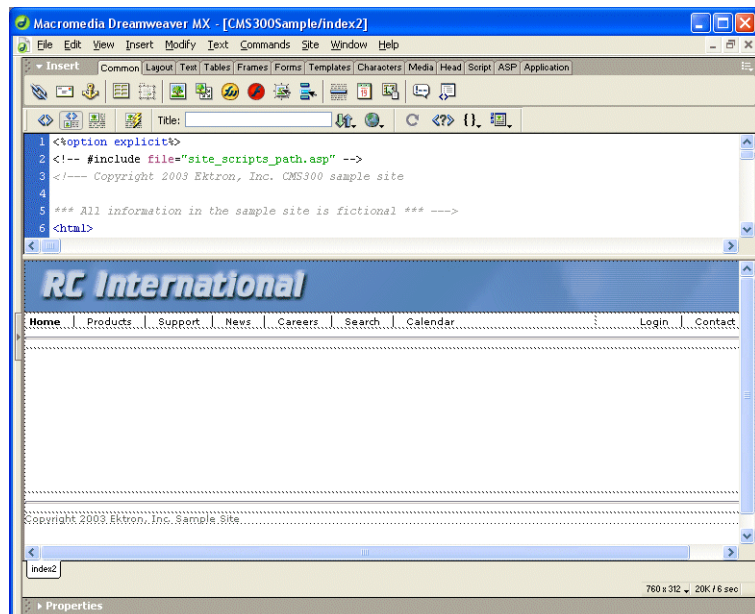 Macromedia Dreamweaver MX - [CMS300Sample/index2]
File Edit View Insert Modify Text Commands Site Window Help
Insert Common Layout Text Tables Frames Forms Templates Characters Media Head Script ASP Application
Title:
1 <%option explicit%>
2 <!-- #include file="site_scripts_path.asp" -->
3 <!--- Copyright 2003 Ektron, Inc. CMS300 sample site
4
5 *** All information in the sample site is fictional *** --->
6 <html>
RC International
Home | Products | Support | News | Careers | Search | Calendar Login | Contact
Copyright 2003 Ektron, Inc. Sample Site
index2
760 x 312 20K / 6 sec
Properties